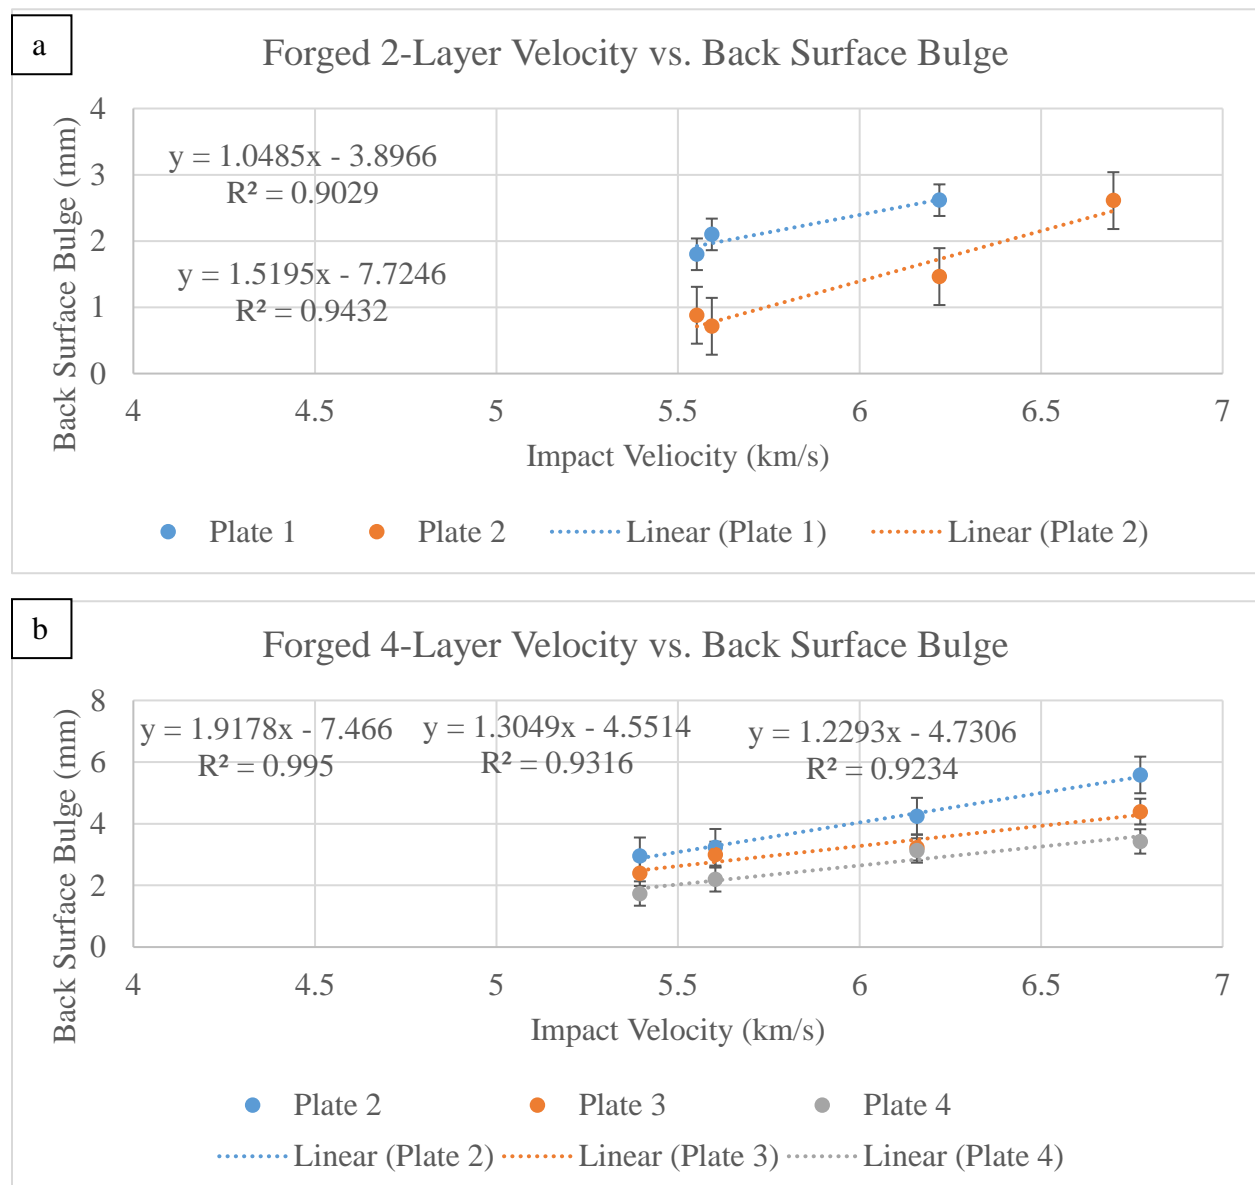 a
Forged 2-Layer Velocity vs. Back Surface Bulge
Back Surface Bulge (mm)
4
3
2
1
0
y = 1.0485x - 3.8966
R² = 0.9029
y = 1.5195x - 7.7246
R² = 0.9432
4 4.5 5 5.5 6 6.5 7
Impact Veliocity (km/s)
Plate 1 Plate 2 Linear (Plate 1) Linear (Plate 2)
b
Forged 4-Layer Velocity vs. Back Surface Bulge
Back Surface Bulge (mm)
8
6
4
2
0
y = 1.9178x - 7.466
R² = 0.995
y = 1.3049x - 4.5514
R² = 0.9316
y = 1.2293x - 4.7306
R² = 0.9234
4 4.5 5 5.5 6 6.5 7
Impact Velocity (km/s)
Plate 2 Plate 3 Plate 4
Linear (Plate 2) Linear (Plate 3) Linear (Plate 4)